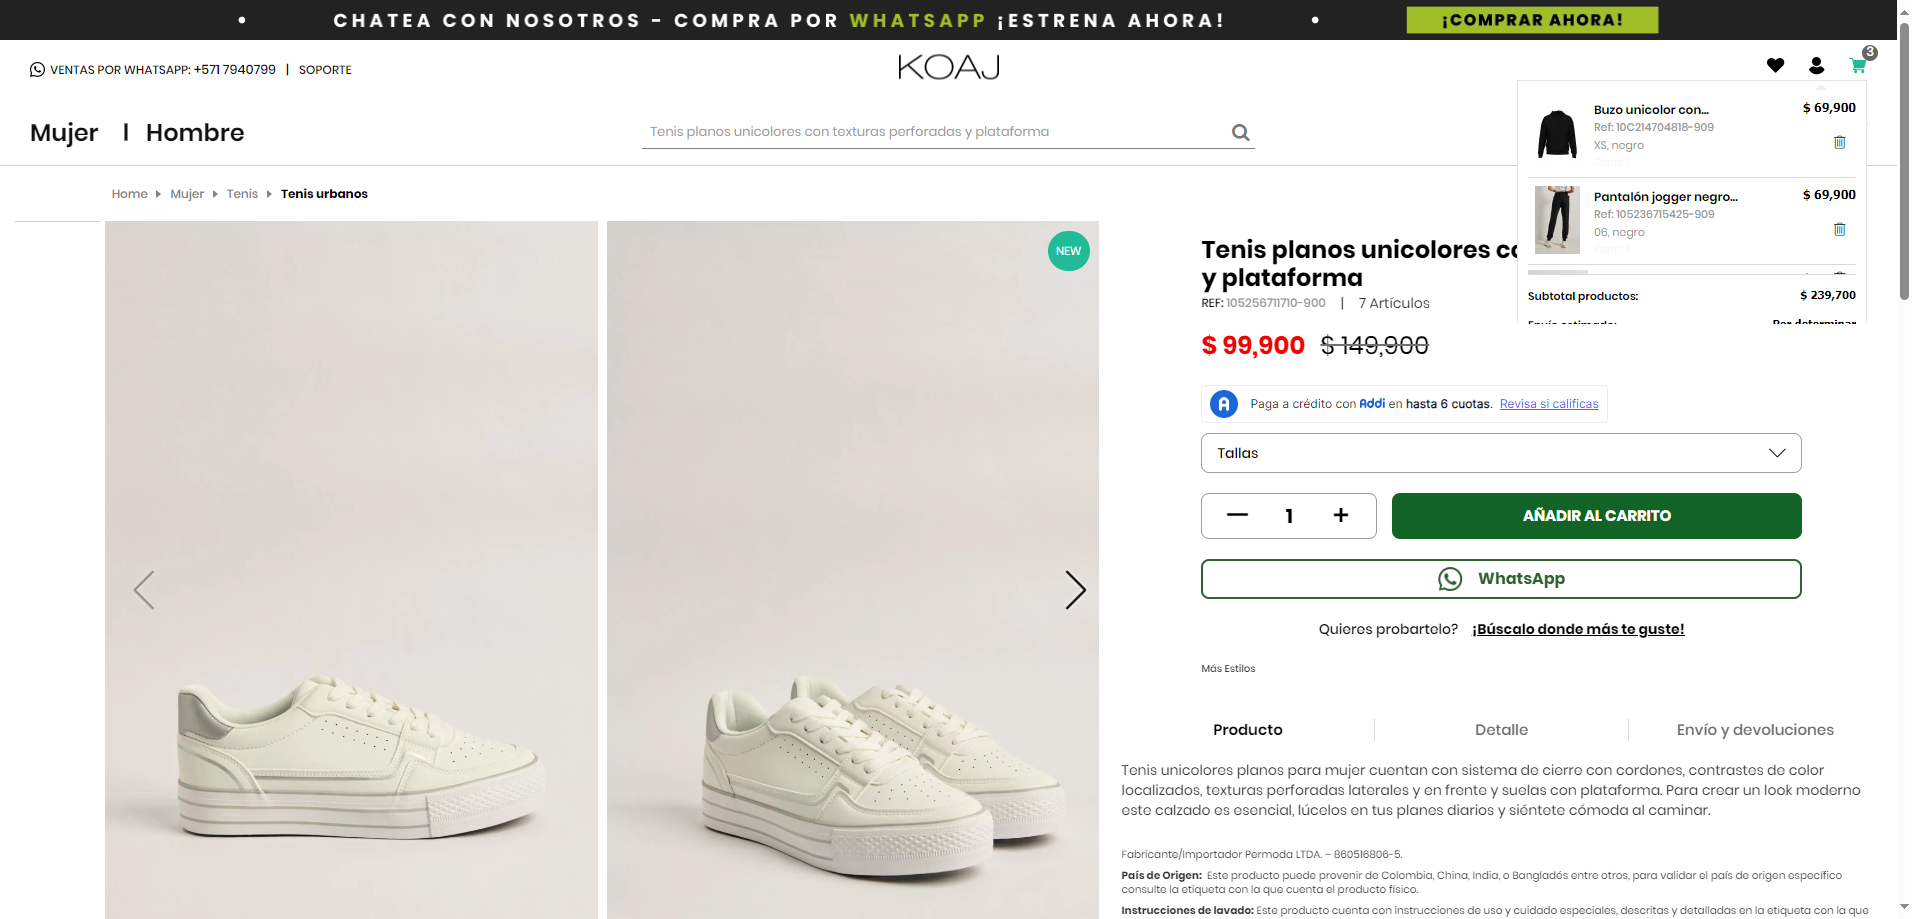 CHATEA CON NOSOTROS - COMPRA POR WHATSAPP ¡ESTRENA AHORA!
¡COMPRAR AHORA!
VENTAS POR WHATSAPP: +571 7940799 | SOPORTE
KOAJ
3
Mujer | Hombre
Tenis planos unicolores con texturas perforadas y plataforma
Buzo unicolor con...
$ 69,900
Ref: 10C214704818-909
XS, negro
Cant: 1
Pantalón jogger negro...
$ 69,900
Ref: 105236715425-909
06, negro
Subtotal productos:
$ 239,700
Envío estimado:
Por determinar
Home
Mujer
Tenis
Tenis urbanos
NEW
Tenis planos unicolores
y plataforma
REF: 105256711710-900 | 7 Artículos
$ 99,900 $ 149,900
Paga a crédito con Addi en hasta 6 cuotas. Revisa si calificas
Tallas
1
AÑADIR AL CARRITO
WhatsApp
Quieres probartelo? ¡Búscalo donde más te guste!
Más Estilos
Producto
Detalle
Envío y devoluciones
Tenis unicolores planos para mujer cuentan con sistema de cierre con cordones, contrastes de color
localizados, texturas perforadas laterales y en frente y suelas con plataforma. Para crear un look moderno
este calzado es esencial, lúcelos en tus planes diarios y siéntete cómoda al caminar.
Fabricante/Importador Permoda LTDA. – 860516806-5.
País de Origen: Este producto puede provenir de Colombia, China, India, o Bangladés entre otros, para validar el país de origen específico
consulte la etiqueta con la que cuenta el producto físico.
Instrucciones de lavado: Este producto cuenta con instrucciones de uso y cuidado especiales, descritas y detalladas en la etiqueta con la que